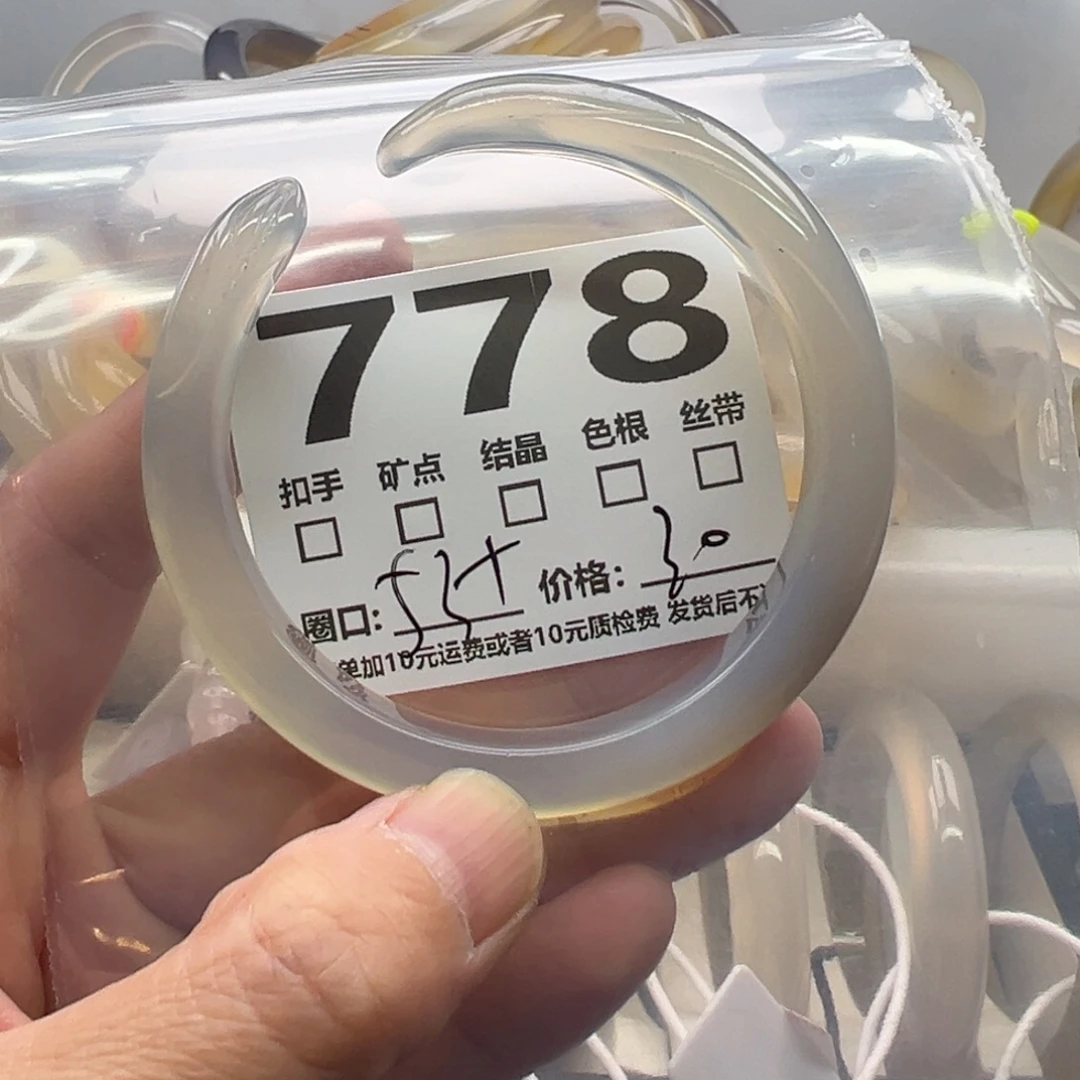 778
扣手 矿点 结晶 色根 丝带
圈口: 价格:
单加10元运费或者10元质检费 发货后不